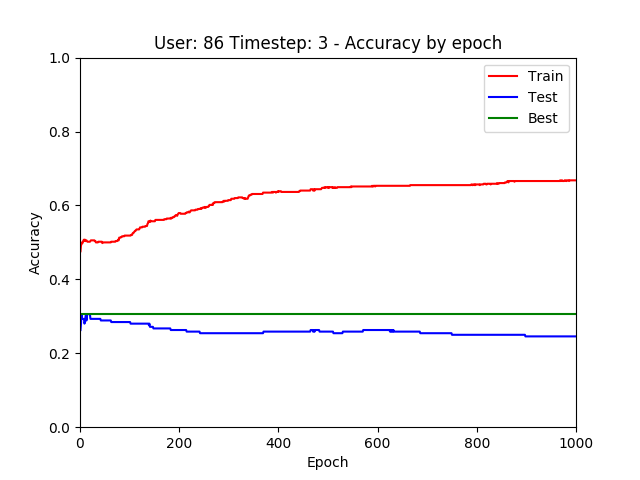 User: 86 Timestep: 3 - Accuracy by epoch
1.0
0.8
0.6
0.4
0.2
0.0
Accuracy
Train
Test
Best
0 200 400 600 800 1000
Epoch